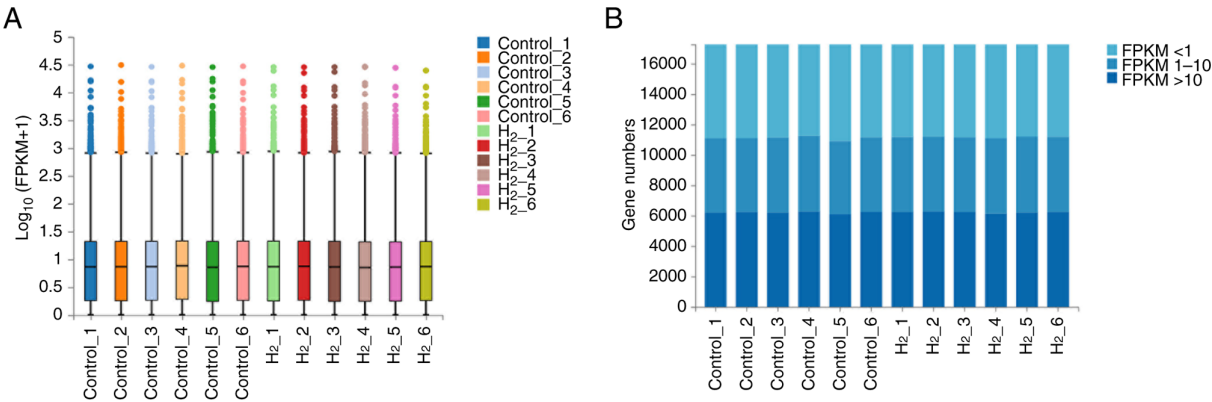 A
5
4.5
4
3.5
3
2.5
2
1.5
1
0.5
0
Log10 (FPKM+1)
Control_1
Control_2
Control_3
Control_4
Control_5
Control_6
H2_1
H2_2
H2_3
H2_4
H2_5
H2_6
Control_1
Control_2
Control_3
Control_4
Control_5
Control_6
H2_1
H2_2
H2_3
H2_4
H2_5
H2_6
B
16000
14000
12000
10000
8000
6000
4000
2000
0
Gene numbers
Control_1
Control_2
Control_3
Control_4
Control_5
Control_6
H2_1
H2_2
H2_3
H2_4
H2_5
H2_6
FPKM <1
FPKM 1–10
FPKM >10